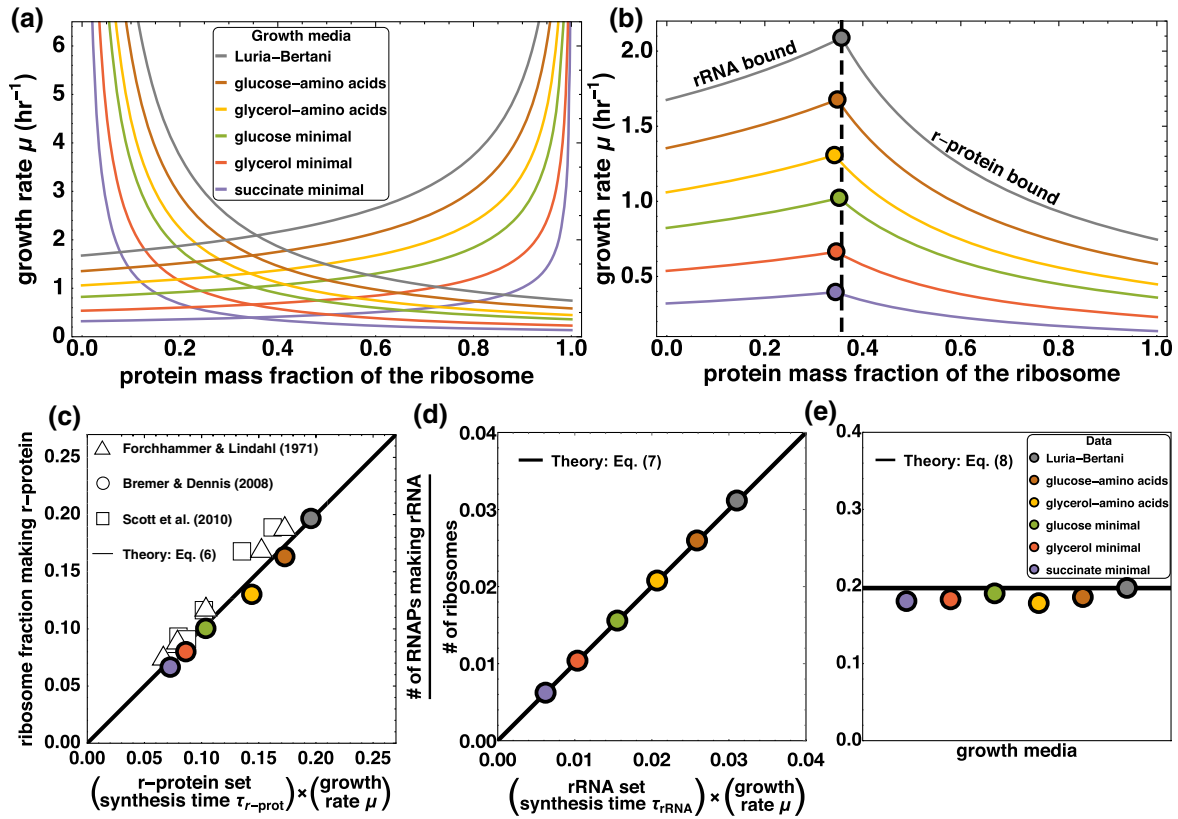 (a)
growth rate μ (hr⁻¹)
6
5
4
3
2
1
0
Growth media
Luria−Bertani
glucose−amino acids
glycerol−amino acids
glucose minimal
glycerol minimal
succinate minimal
0 0.2 0.4 0.6 0.8 1.0
protein mass fraction of the ribosome
(b)
growth rate μ (hr⁻¹)
2.0
1.5
1.0
0.5
rRNA bound
r−protein bound
0 0.2 0.4 0.6 0.8 1.0
protein mass fraction of the ribosome
(c)
ribosome fraction making r−protein
0.25
0.20
0.15
0.10
0.05
0.00
Forchhammer & Lindahl (1971)
Bremer & Dennis (2008)
Scott et al. (2010)
Theory: Eq. (6)
0.00 0.05 0.10 0.15 0.20 0.25
(r−protein set synthesis time τr−prot) × (growth rate μ)
(d)
# of RNAPs making rRNA
# of ribosomes
0.04
0.03
0.02
0.01
0.00
Theory: Eq. (7)
0.00 0.01 0.02 0.03 0.04
(rRNA set synthesis time τrRNA) × (growth rate μ)
(e)
0.4
0.3
0.2
0.1
0.0
Theory: Eq. (8)
Data
Luria−Bertani
glucose−amino acids
glycerol−amino acids
glucose minimal
glycerol minimal
succinate minimal
growth media